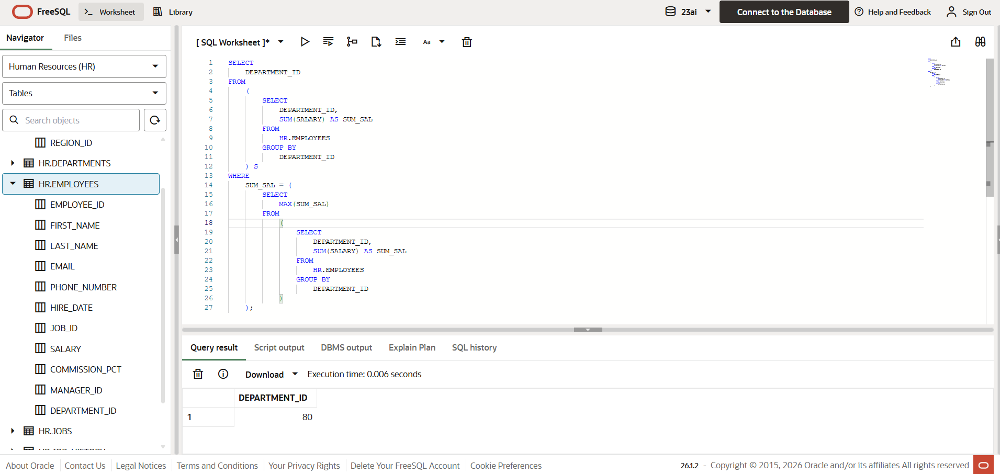 FreeSQL
Worksheet
Library
23ai
Connect to the Database
Help and Feedback
Sign Out
Navigator
Files
Human Resources (HR)
Tables
Search objects
REGION_ID
HR.DEPARTMENTS
HR.EMPLOYEES
EMPLOYEE_ID
FIRST_NAME
LAST_NAME
EMAIL
PHONE_NUMBER
HIRE_DATE
JOB_ID
SALARY
COMMISSION_PCT
MANAGER_ID
DEPARTMENT_ID
HR.JOBS
[ SQL Worksheet ]*
Aa
1 SELECT
2 DEPARTMENT_ID
3 FROM
4 (
5 SELECT
6 DEPARTMENT_ID,
7 SUM(SALARY) AS SUM_SAL
8 FROM
9 HR.EMPLOYEES
10 GROUP BY
11 DEPARTMENT_ID
12 ) S
13 WHERE
14 SUM_SAL = (
15 SELECT
16 MAX(SUM_SAL)
17 FROM
18 (
19 SELECT
20 DEPARTMENT_ID,
21 SUM(SALARY) AS SUM_SAL
22 FROM
23 HR.EMPLOYEES
24 GROUP BY
25 DEPARTMENT_ID
26 )
27 );
Query result
Script output
DBMS output
Explain Plan
SQL history
Download
Execution time: 0.006 seconds
DEPARTMENT_ID
1 80
About Oracle
Contact Us
Legal Notices
Terms and Conditions
Your Privacy Rights
Delete Your FreeSQL Account
Cookie Preferences
26.1.2 - Copyright © 2015, 2026 Oracle and/or its affiliates All rights reserved